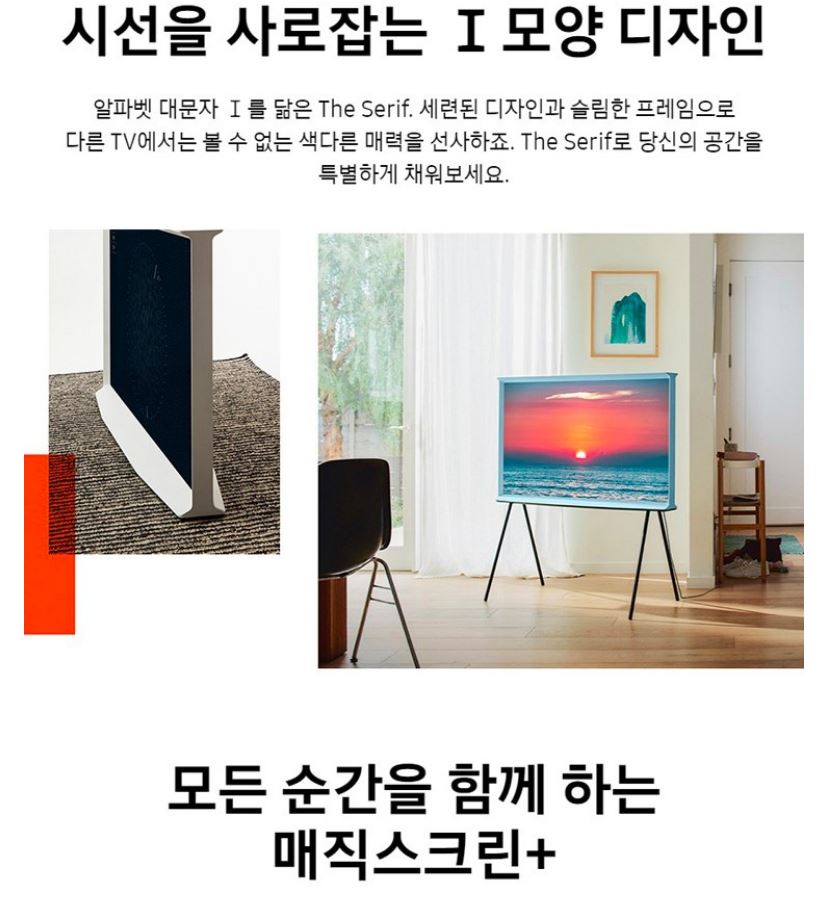 시선을 사로잡는 I 모양 디자인
알파벳 대문자 I 를 닮은 The Serif. 세련된 디자인과 슬림한 프레임으로
다른 TV에서는 볼 수 없는 색다른 매력을 선사하죠. The Serif로 당신의 공간을
특별하게 채워보세요.
모든 순간을 함께 하는
매직스크린+